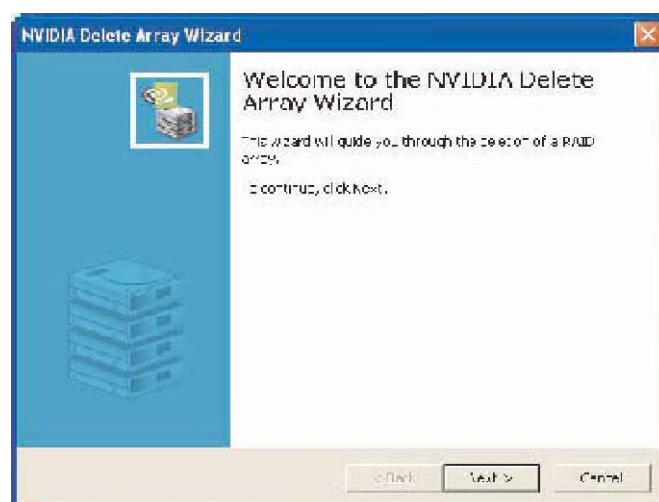 NVIDIA Delete Array Wizard
Welcome to the NVIDIA Delete
Array Wizard
This wizard will guide you through the deletion of a RAID
array.
To continue, click Next.
< Back
Next >
Cancel